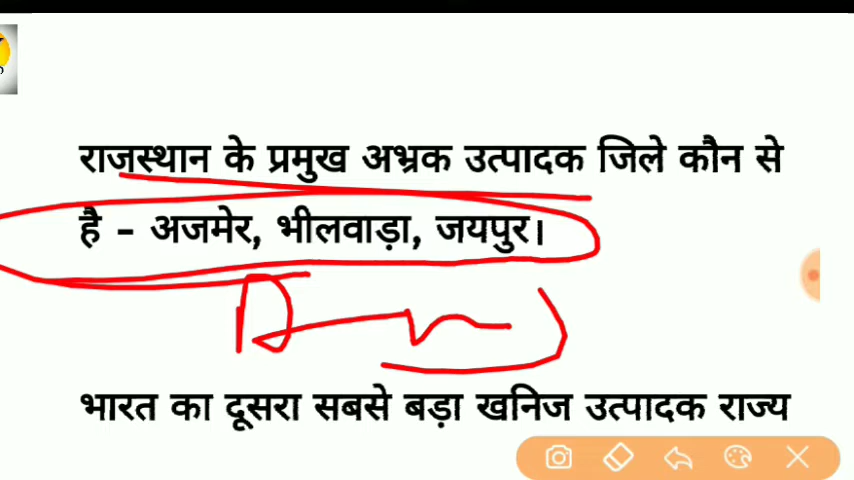 राजस्थान के प्रमुख अभ्रक उत्पादक जिले कौन से
है - अजमेर, भीलवाड़ा, जयपुर।
भारत का दूसरा सबसे बड़ा खनिज उत्पादक राज्य